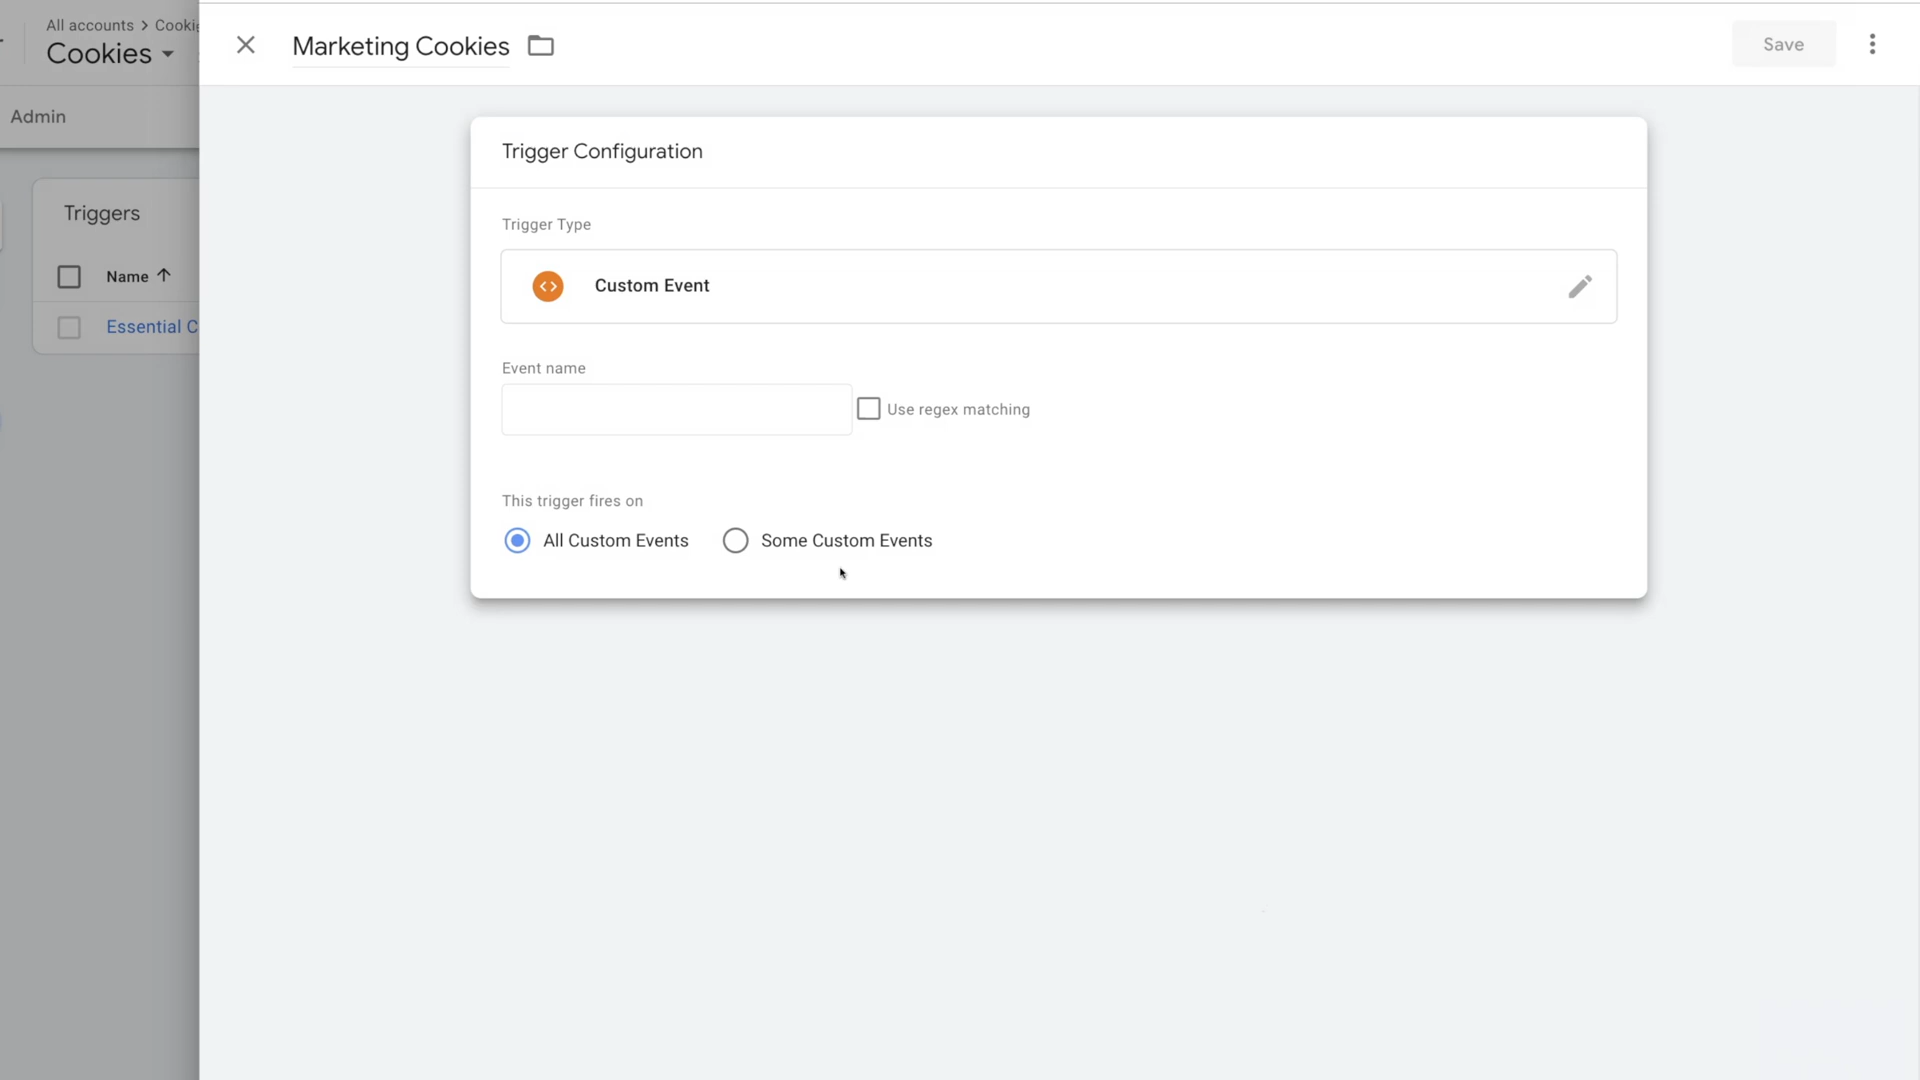 All accounts > Cookie
Cookies
Marketing Cookies
Save
Admin
Trigger Configuration
Triggers
Trigger Type
Name
Custom Event
Essential C
Event name
Use regex matching
This trigger fires on
All Custom Events
Some Custom Events